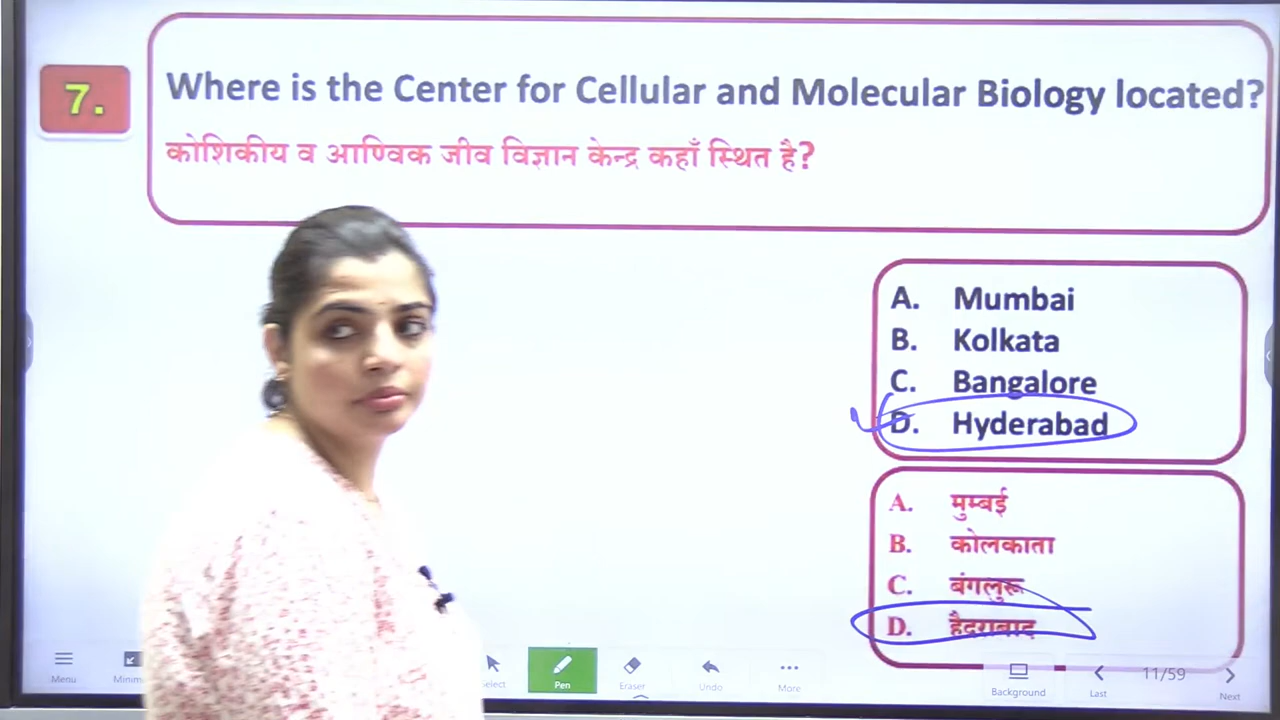 7.
Where is the Center for Cellular and Molecular Biology located?
कोशिकीय व आण्विक जीव विज्ञान केन्द्र कहाँ स्थित है?
A. Mumbai
B. Kolkata
C. Bangalore
D. Hyderabad
A. मुम्बई
B. कोलकाता
C. बंगलुरू
D. हैदराबाद
Menu
Pen
Eraser
Undo
More
Background
Last
11/59
Next